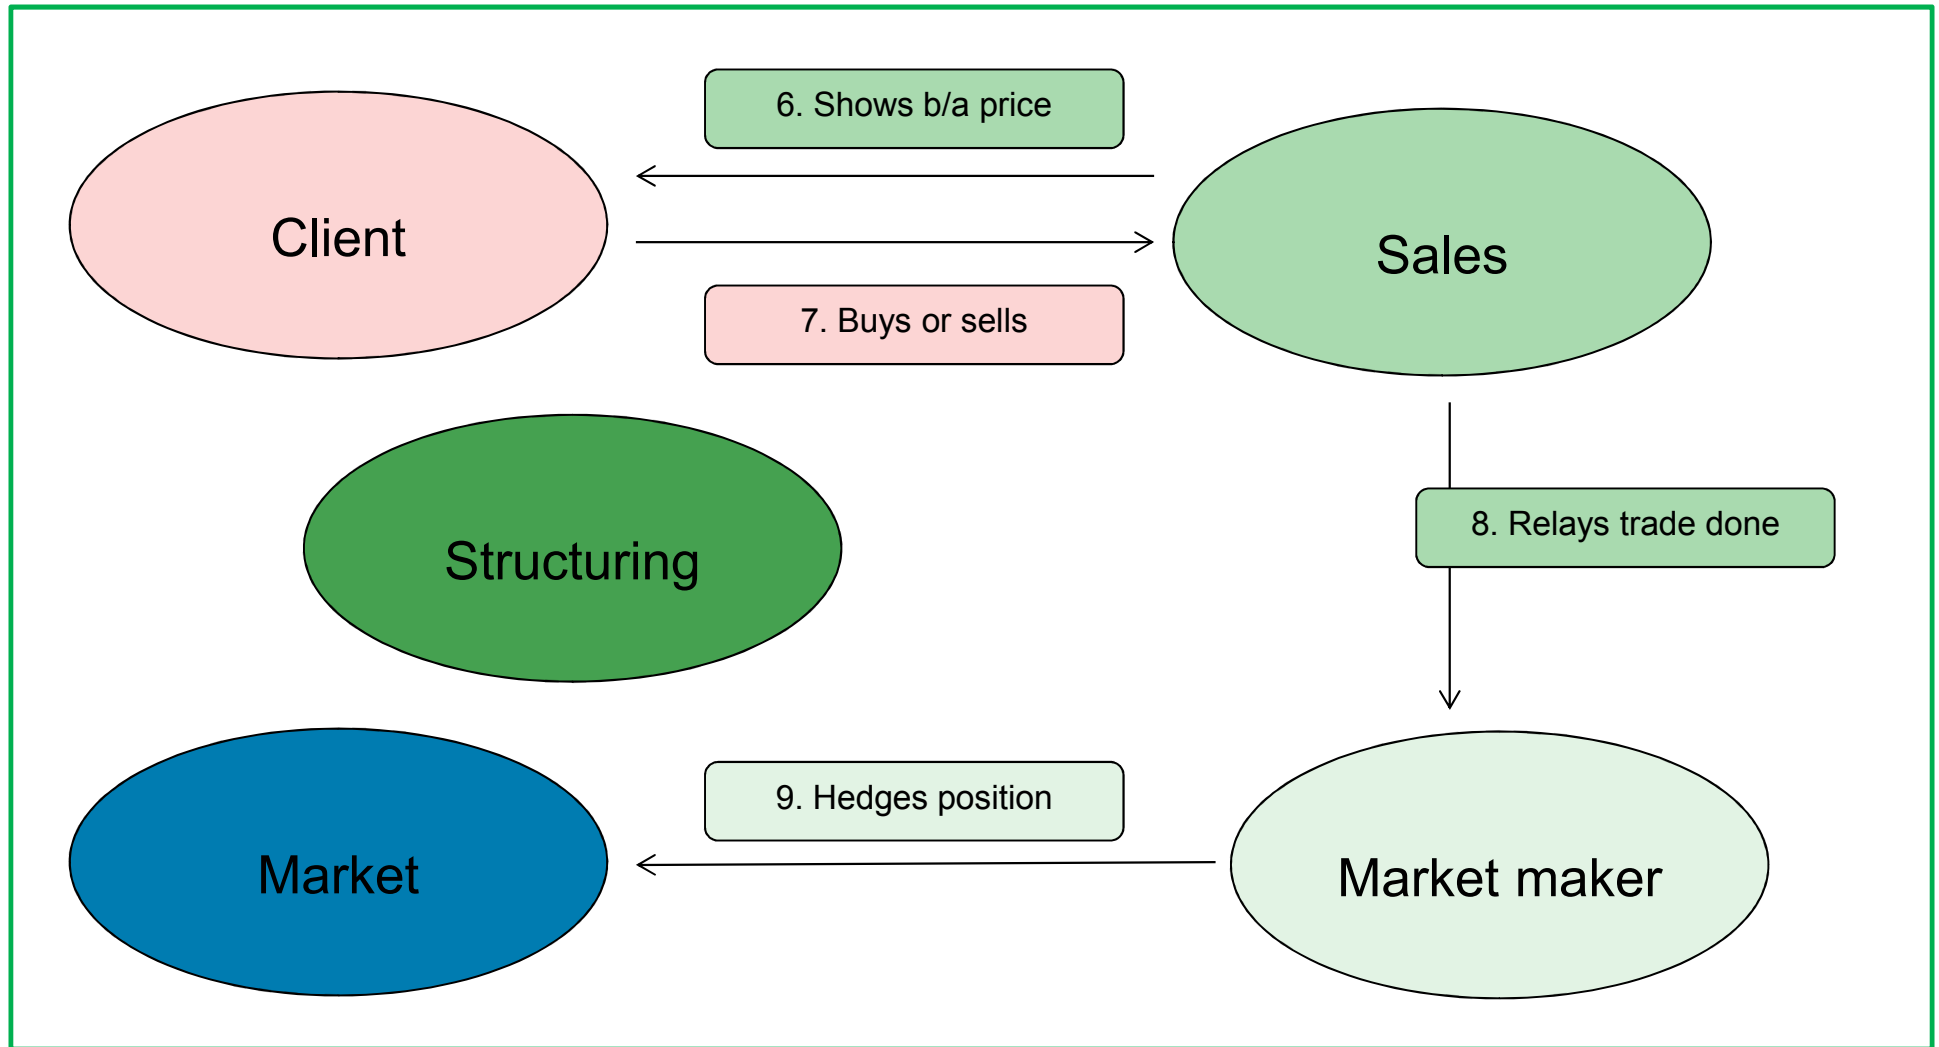 6. Shows b/a price
Client
Sales
7. Buys or sells
8. Relays trade done
Structuring
9. Hedges position
Market
Market maker